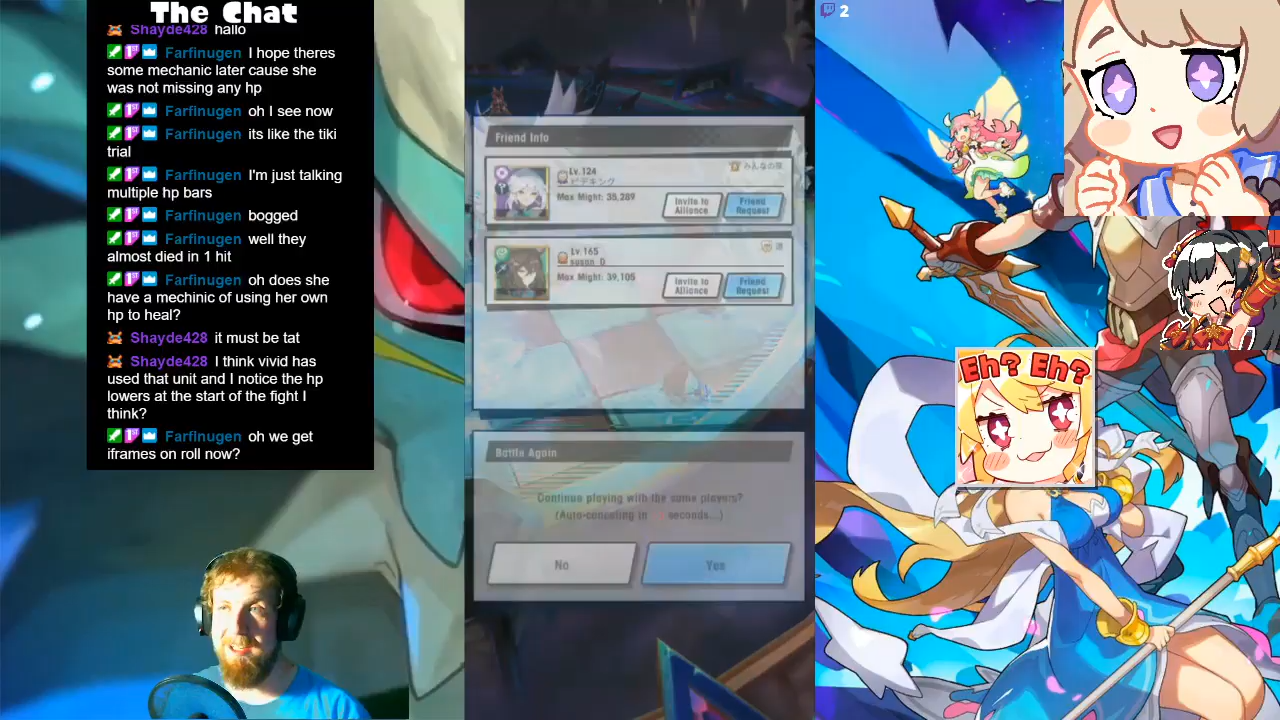 The Chat
Shayde428 hallo
Farfinugen I hope theres
some mechanic later cause she
was not missing any hp
Farfinugen oh I see now
Farfinugen its like the tiki
trial
Farfinugen I'm just talking
multiple hp bars
Farfinugen bogged
Farfinugen well they
almost died in 1 hit
Farfinugen oh does she
have a mechinic of using her own
hp to heal?
Shayde428 it must be tat
Shayde428 I think vivid has
used that unit and I notice the hp
lowers at the start of the fight I
think?
Farfinugen oh we get
iframes on roll now?
Friend Info
Lv.124
Max Might: 35,289
Invite to
Alliance
Friend
Request
Lv.165
susan_D
Max Might: 39,105
Invite to
Alliance
Friend
Request
Battle Again
Continue playing with the same players?
(Auto-canceling in seconds...)
No
Yes
2
Eh? Eh?